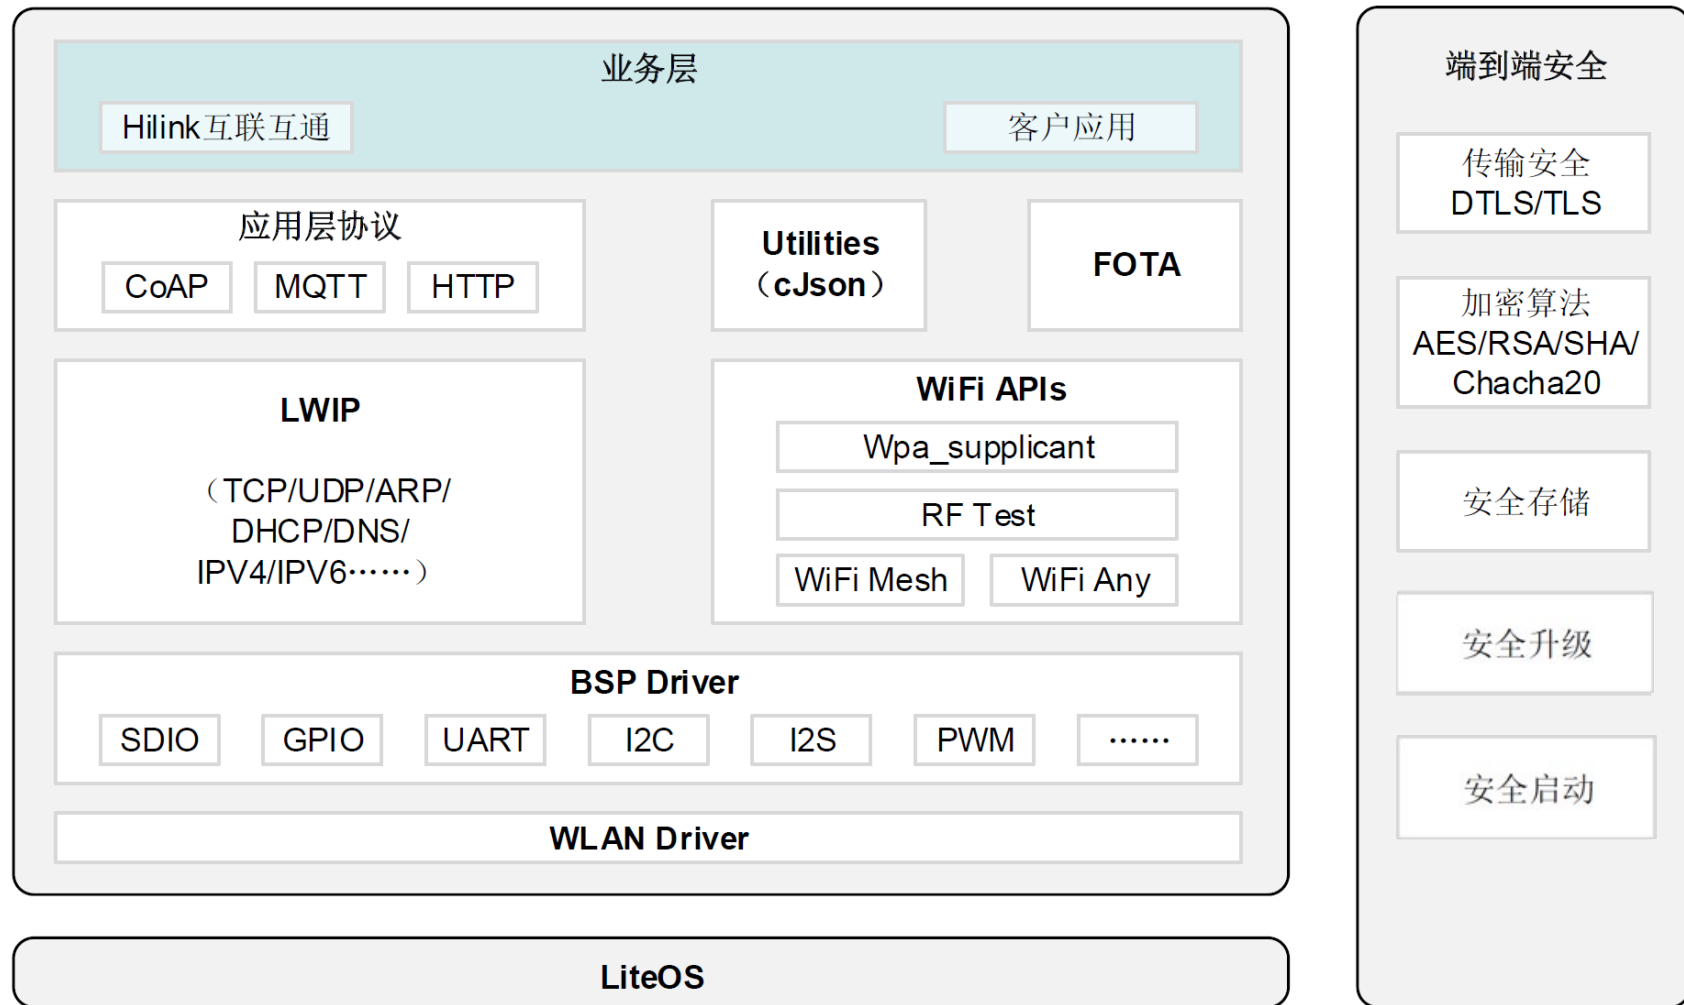 业务层
Hilink互联互通
客户应用
应用层协议
CoAP
MQTT
HTTP
Utilities
（cJson）
FOTA
LWIP
（TCP/UDP/ARP/
DHCP/DNS/
IPV4/IPV6……）
WiFi APIs
Wpa_supplicant
RF Test
WiFi Mesh
WiFi Any
BSP Driver
SDIO
GPIO
UART
I2C
I2S
PWM
……
WLAN Driver
LiteOS
端到端安全
传输安全
DTLS/TLS
加密算法
AES/RSA/SHA/
Chacha20
安全存储
安全升级
安全启动